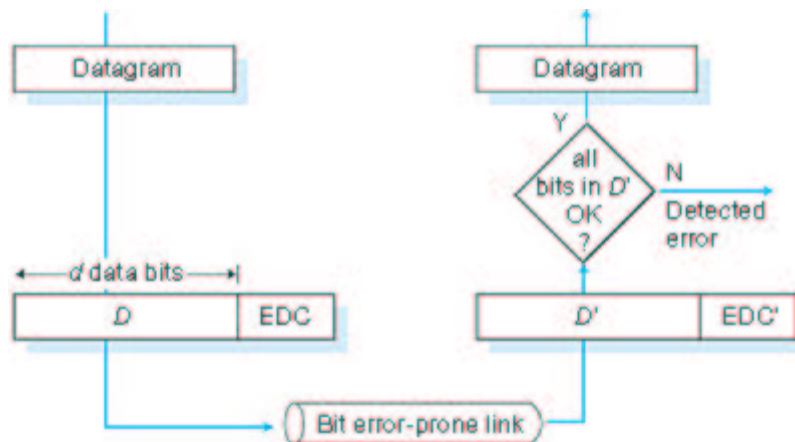 Datagram
Datagram
Y
all
bits in D'
OK
?
N
Detected
error
d data bits
D
EDC
D'
EDC'
Bit error-prone link